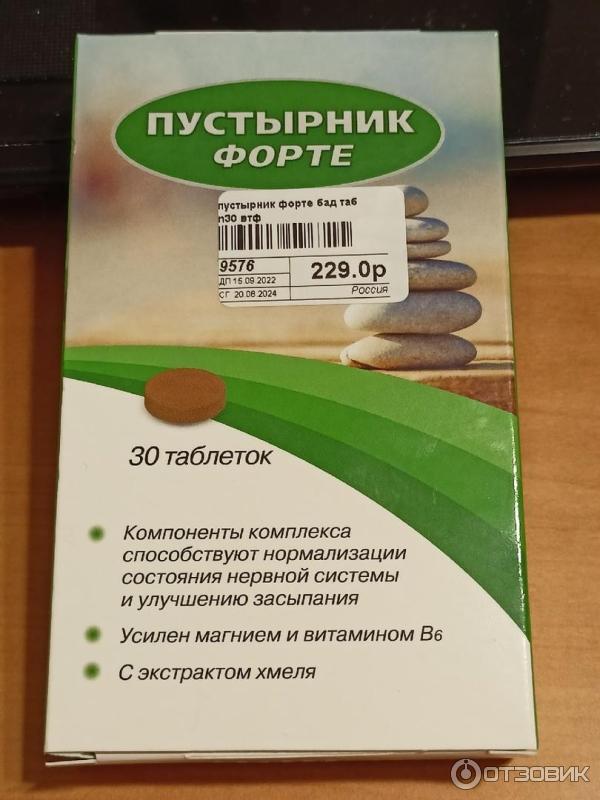 ПУСТЫРНИК
ФОРТЕ
пустырник форте бад таб
п30 втф
9576
229.0р
ДП 15.09.2022
СГ 20.08.2024
Россия
30 таблеток
Компоненты комплекса
способствуют нормализации
состояния нервной системы
и улучшению засыпания
Усилен магнием и витамином В6
С экстрактом хмеля
ОТЗОВИК